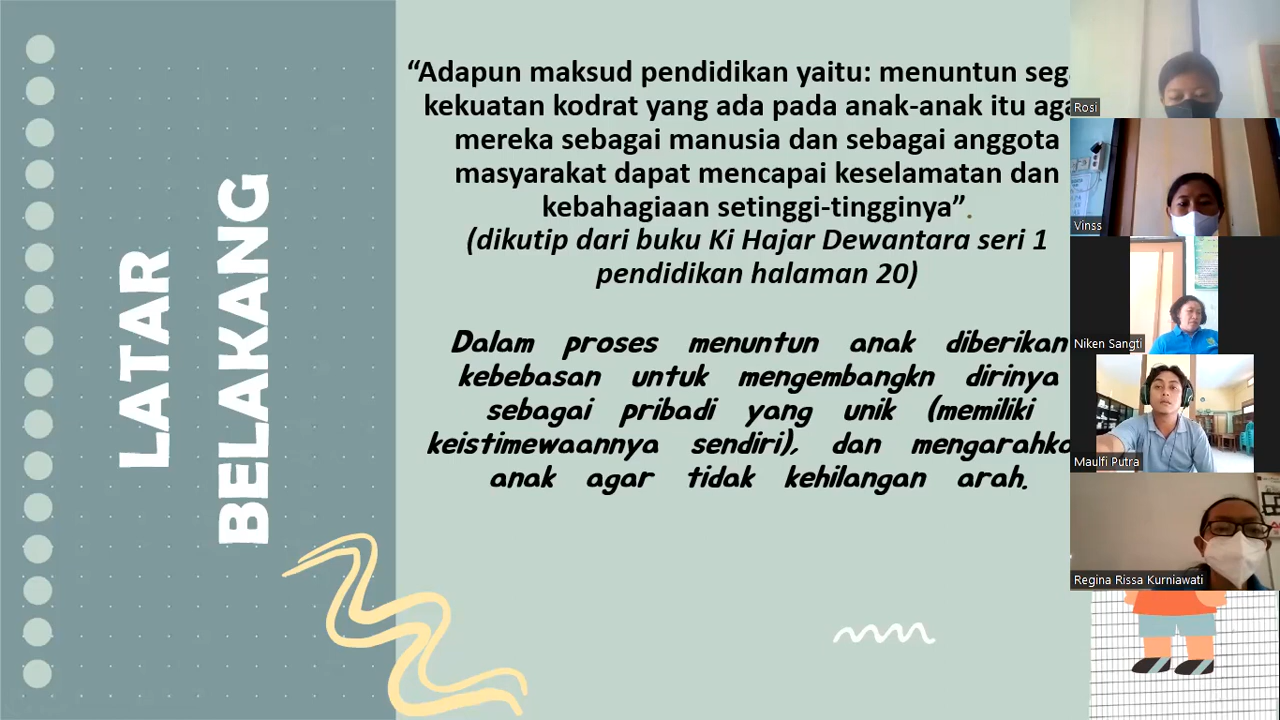 LATAR
BELAKANG
“Adapun maksud pendidikan yaitu: menuntun
kekuatan kodrat yang ada pada anak-anak itu
mereka sebagai manusia dan sebagai anggota
masyarakat dapat mencapai keselamatan dan
kebahagiaan setinggi-tingginya”.
(dikutip dari buku Ki Hajar Dewantara seri 1
pendidikan halaman 20)
Dalam proses menuntun anak diberikan
kebebasan untuk mengembangkn dirinya
sebagai pribadi yang unik (memiliki
keistimewaannya sendiri), dan
anak agar tidak kehilangan arah.
Rosi
Vinss
Niken Sangti
Maulfi Putra
Regina Rissa Kurniawati